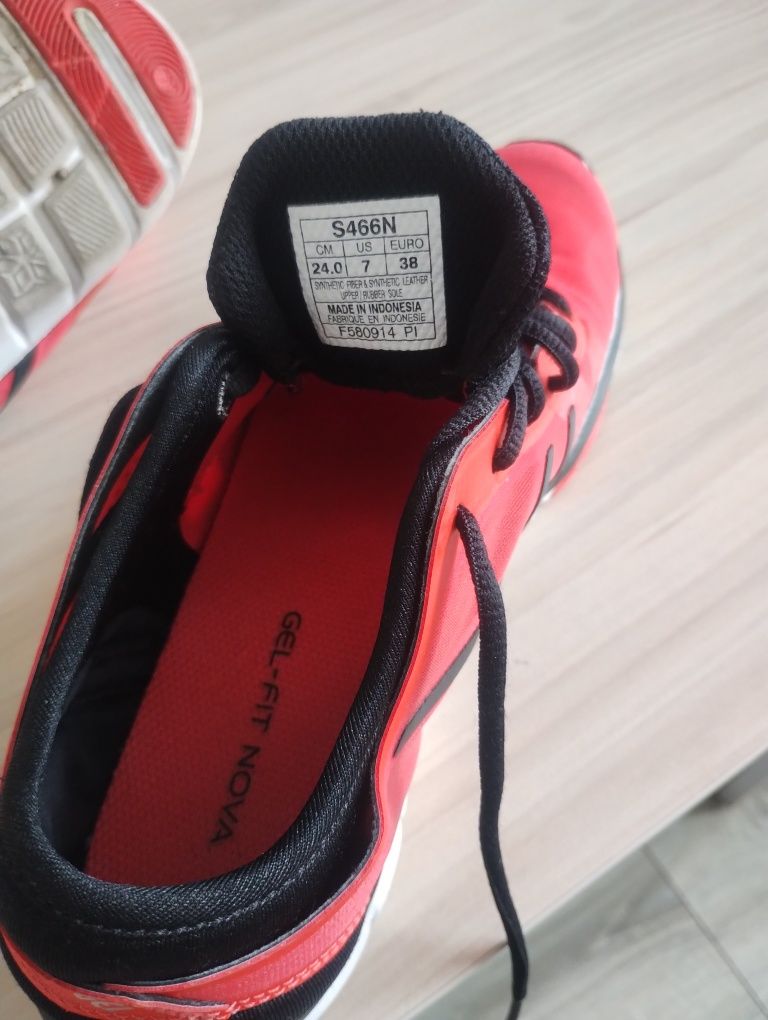 S466N
CM US EURO
24.0 7 38
SYNTHETIC FIBER & SYNTHETIC LEATHER
UPPER / RUBBER SOLE
MADE IN INDONESIA
FABRIQUE EN INDONESIE
F580914 PI
GEL-FIT NOVA